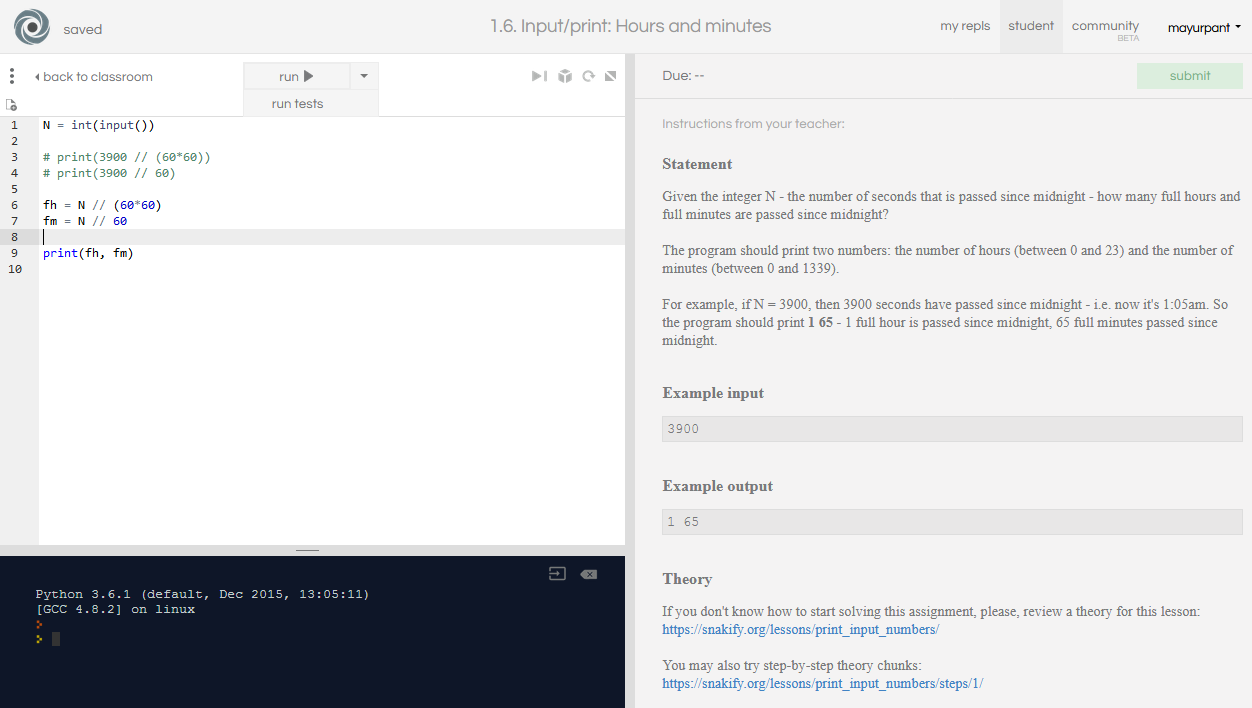 saved
1.6. Input/print: Hours and minutes
my repls
student
community
BETA
mayurpant
back to classroom
run
run tests
1 N = int(input())
2
3 # print(3900 // (60*60))
4 # print(3900 // 60)
5
6 fh = N // (60*60)
7 fm = N // 60
8
9 print(fh, fm)
10
Python 3.6.1 (default, Dec 2015, 13:05:11)
[GCC 4.8.2] on linux
Due: --
submit
Instructions from your teacher:
Statement
Given the integer N - the number of seconds that is passed since midnight - how many full hours and
full minutes are passed since midnight?
The program should print two numbers: the number of hours (between 0 and 23) and the number of
minutes (between 0 and 1339).
For example, if N = 3900, then 3900 seconds have passed since midnight - i.e. now it's 1:05am. So
the program should print 1 65 - 1 full hour is passed since midnight, 65 full minutes passed since
midnight.
Example input
3900
Example output
1 65
Theory
If you don't know how to start solving this assignment, please, review a theory for this lesson:
https://snakify.org/lessons/print_input_numbers/
You may also try step-by-step theory chunks:
https://snakify.org/lessons/print_input_numbers/steps/1/